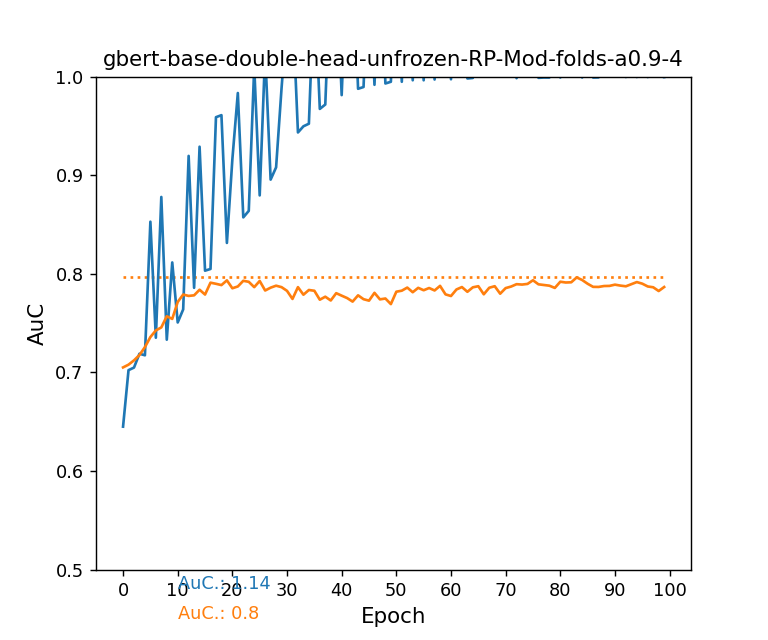 gbert-base-double-head-unfrozen-RP-Mod-folds-a0.9-4
1.0
0.9
0.8
0.7
0.6
0.5
AuC
0 10 20 30 40 50 60 70 80 90 100
AuC.: 1.14
AuC.: 0.8
Epoch